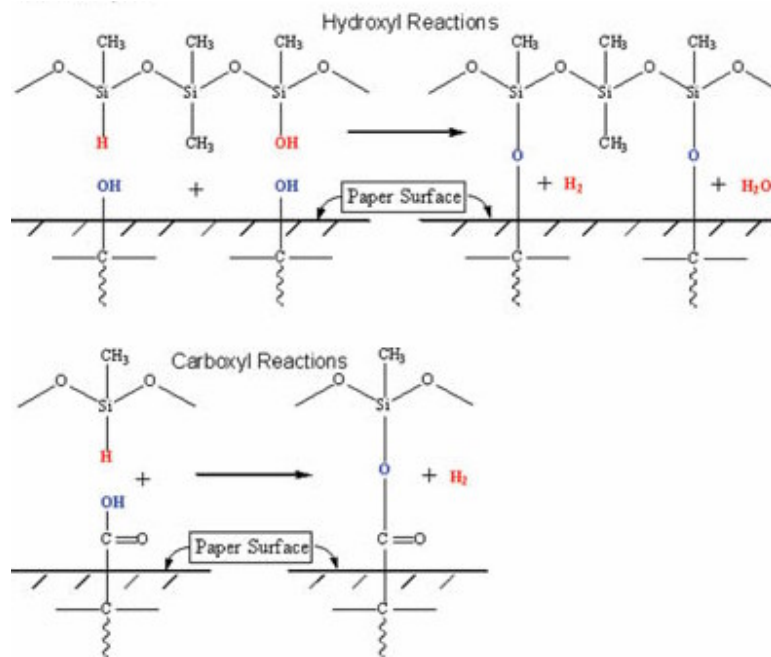 Hydroxyl Reactions
CH₃ CH₃ CH₃ CH₃ CH₃ CH₃
O O O O O O O O
Si Si Si Si Si Si
H CH₃ OH O CH₃ O
OH + OH + H₂ + H₂O
Paper Surface
C C C C
Carboxyl Reactions
CH₃ CH₃
O O O O
Si Si
H
+ O + H₂
OH
C=O C=O
Paper Surface
C C